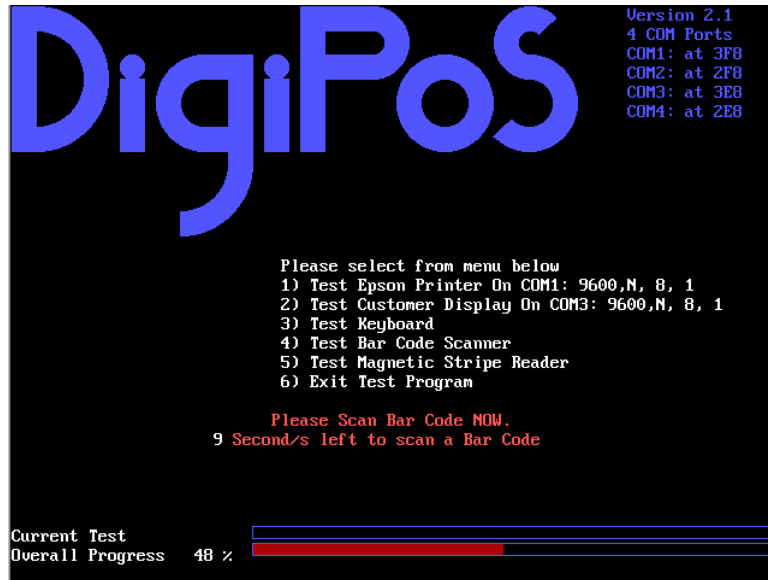 DigiPoS
Version 2.1
4 COM Ports
COM1: at 3F8
COM2: at 2F8
COM3: at 3E8
COM4: at 2E8
Please select from menu below
1) Test Epson Printer On COM1: 9600,N, 8, 1
2) Test Customer Display On COM3: 9600,N, 8, 1
3) Test Keyboard
4) Test Bar Code Scanner
5) Test Magnetic Stripe Reader
6) Exit Test Program
Please Scan Bar Code NOW.
9 Second/s left to scan a Bar Code
Current Test
Overall Progress 48 %